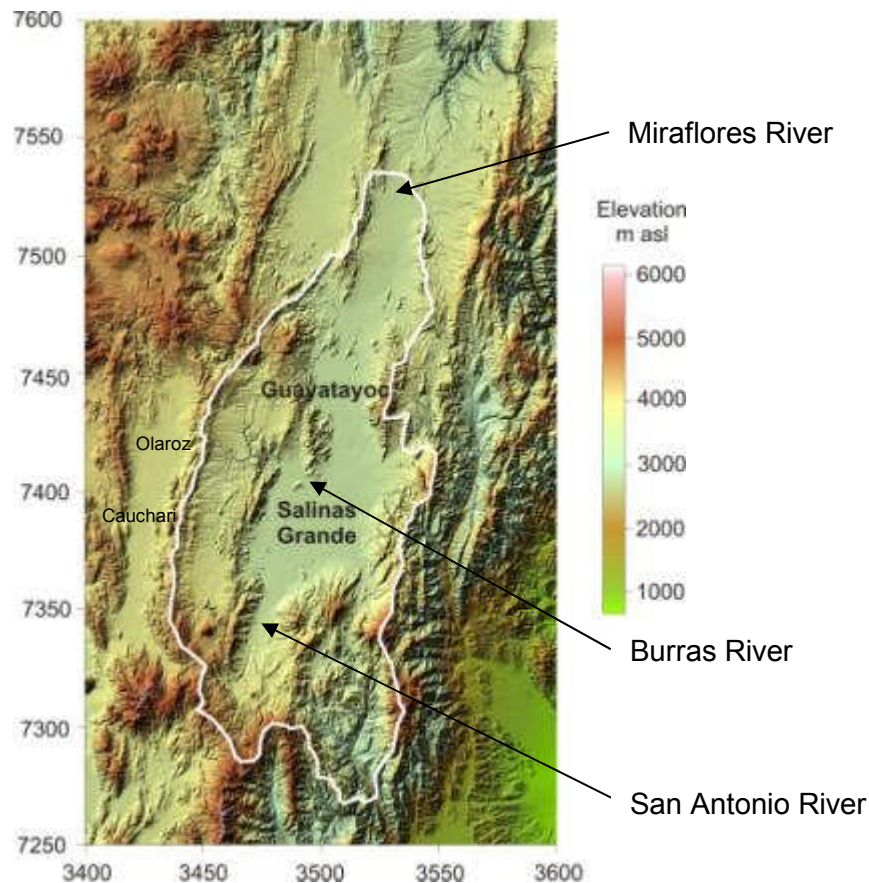 7600
7550
7500
7450
7400
7350
7300
7250
3400
3450
3500
3550
3600
Guayatayoc
Olaroz
Cauchari
Salinas
Grande
Miraflores River
Elevation
m asl
6000
5000
4000
3000
2000
1000
Burras River
San Antonio River